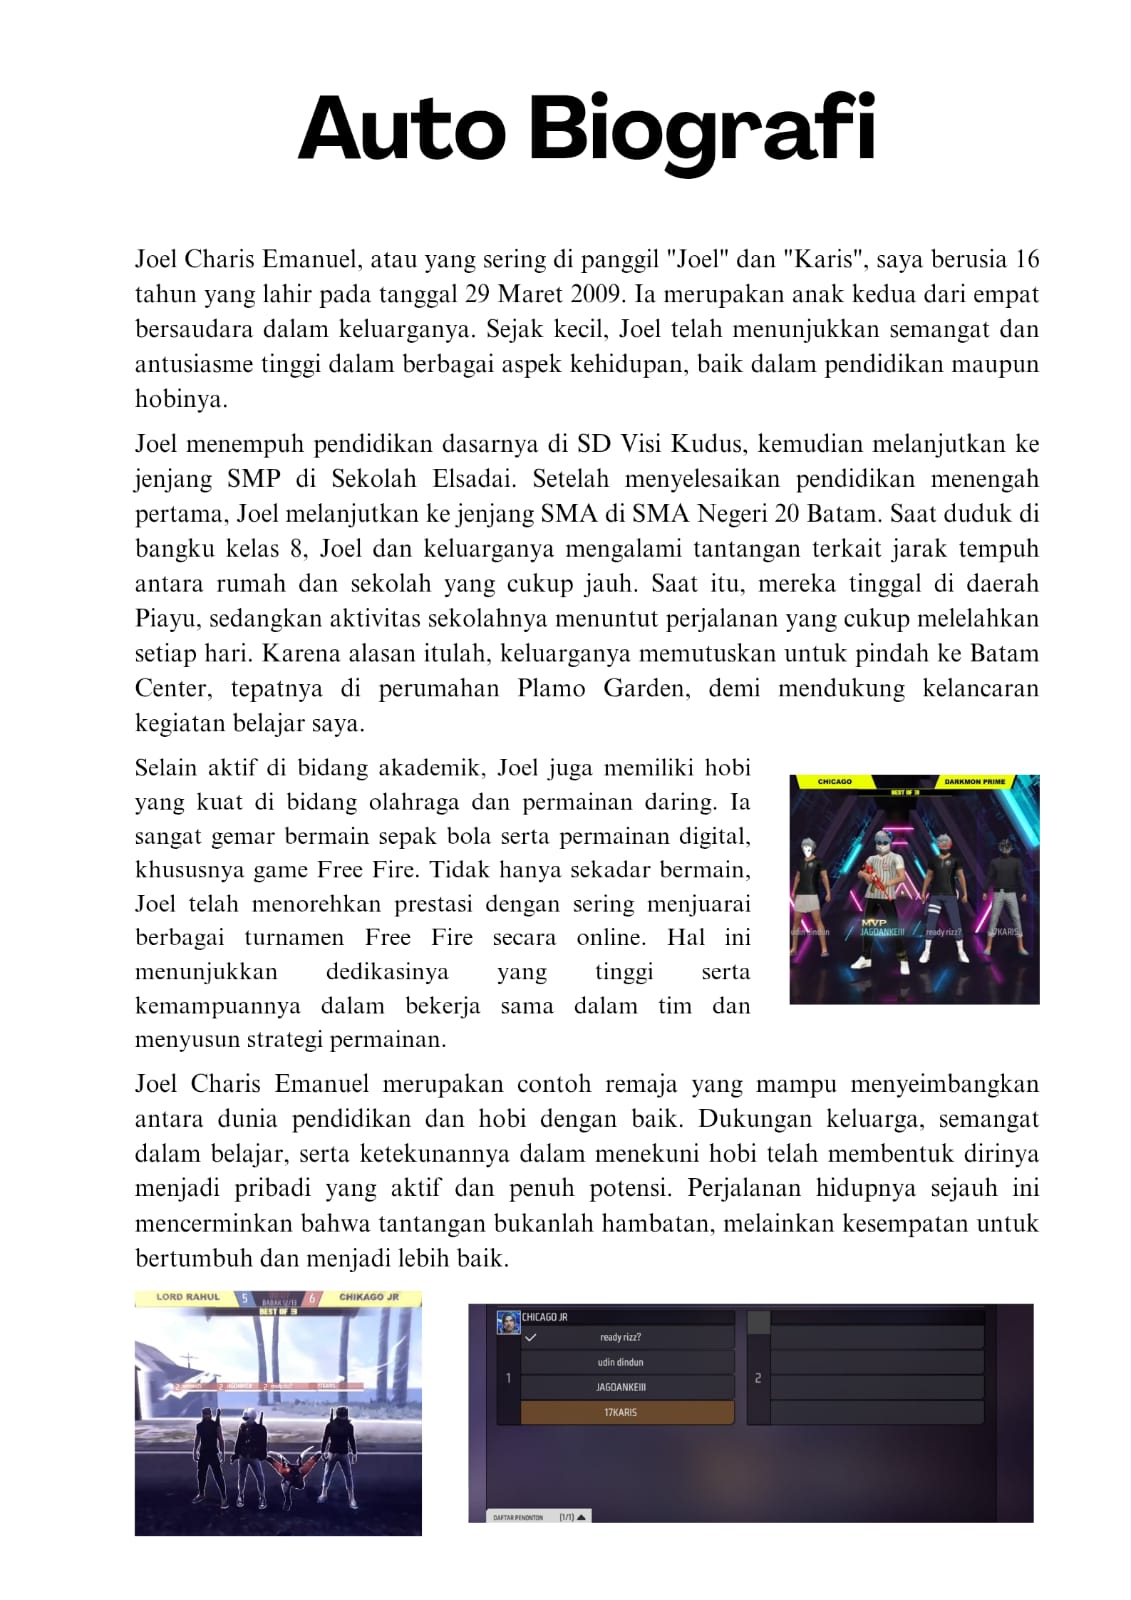 Auto Biografi
Joel Charis Emanuel, atau yang sering di panggil "Joel" dan "Karis", saya berusia 16
tahun yang lahir pada tanggal 29 Maret 2009. Ia merupakan anak kedua dari empat
bersaudara dalam keluarganya. Sejak kecil, Joel telah menunjukkan semangat dan
antusiasme tinggi dalam berbagai aspek kehidupan, baik dalam pendidikan maupun
hobinya.
Joel menempuh pendidikan dasarnya di SD Visi Kudus, kemudian melanjutkan ke
jenjang SMP di Sekolah Elsadai. Setelah menyelesaikan pendidikan menengah
pertama, Joel melanjutkan ke jenjang SMA di SMA Negeri 20 Batam. Saat duduk di
bangku kelas 8, Joel dan keluarganya mengalami tantangan terkait jarak tempuh
antara rumah dan sekolah yang cukup jauh. Saat itu, mereka tinggal di daerah
Piayu, sedangkan aktivitas sekolahnya menuntut perjalanan yang cukup melelahkan
setiap hari. Karena alasan itulah, keluarganya memutuskan untuk pindah ke Batam
Center, tepatnya di perumahan Plamo Garden, demi mendukung kelancaran
kegiatan belajar saya.
Selain aktif di bidang akademik, Joel juga memiliki hobi
yang kuat di bidang olahraga dan permainan daring. Ia
sangat gemar bermain sepak bola serta permainan digital,
khususnya game Free Fire. Tidak hanya sekadar bermain,
Joel telah menorehkan prestasi dengan sering menjuarai
berbagai turnamen Free Fire secara online. Hal ini
menunjukkan dedikasinya yang tinggi serta
kemampuannya dalam bekerja sama dalam tim dan
menyusun strategi permainan.
CHICAGO DARKMON PRIME
BEST OF 3
MVP
udin dindun JAGOANKEIII ready rizz? 17KARIS
Joel Charis Emanuel merupakan contoh remaja yang mampu menyeimbangkan
antara dunia pendidikan dan hobi dengan baik. Dukungan keluarga, semangat
dalam belajar, serta ketekunannya dalam menekuni hobi telah membentuk dirinya
menjadi pribadi yang aktif dan penuh potensi. Perjalanan hidupnya sejauh ini
mencerminkan bahwa tantangan bukanlah hambatan, melainkan kesempatan untuk
bertumbuh dan menjadi lebih baik.
LORD RAHUL 5 6 CHIKAGO JR
BEST OF 3
CHICAGO JR
ready rizz?
udin dindun
1
JAGOANKEIII
17KARIS
2
DAFTAR PENONTON (1/1)